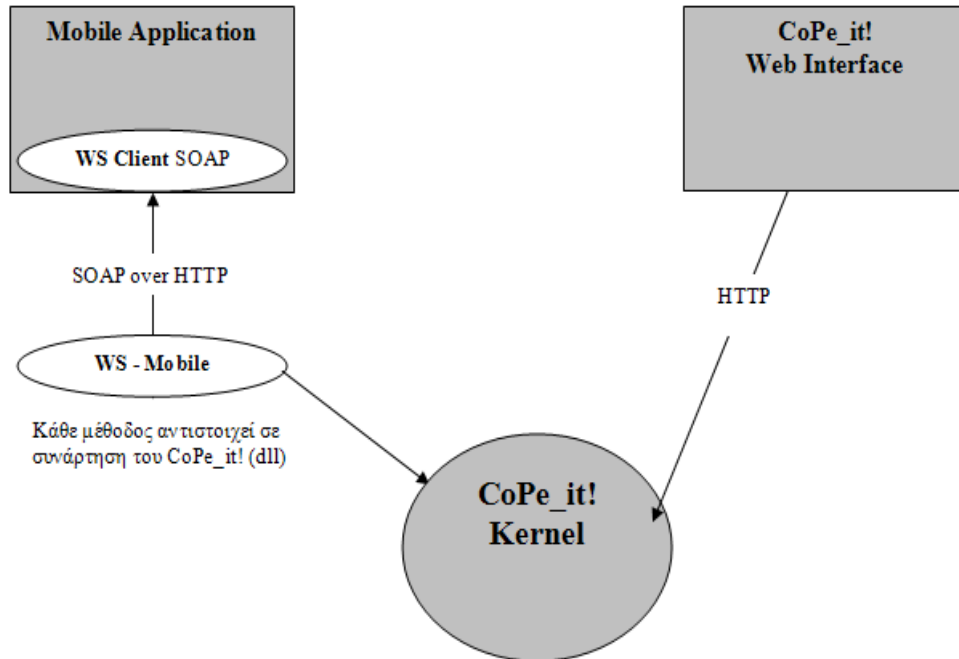 Mobile Application
WS Client SOAP
SOAP over HTTP
WS - Mobile
Κάθε μέθοδος αντιστοιχεί σε
συνάρτηση του CoPe_it! (dll)
CoPe_it!
Web Interface
HTTP
CoPe_it!
Kernel